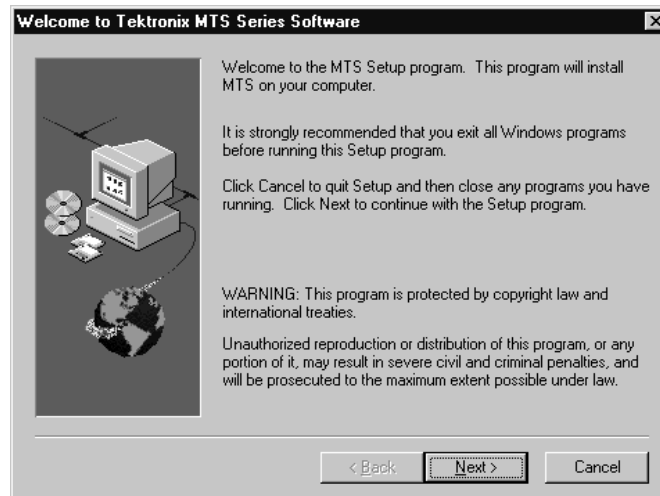 Welcome to Tektronix MTS Series Software
Welcome to the MTS Setup program. This program will install
MTS on your computer.
It is strongly recommended that you exit all Windows programs
before running this Setup program.
Click Cancel to quit Setup and then close any programs you have
running. Click Next to continue with the Setup program.
WARNING: This program is protected by copyright law and
international treaties.
Unauthorized reproduction or distribution of this program, or any
portion of it, may result in severe civil and criminal penalties, and
will be prosecuted to the maximum extent possible under law.
< Back
Next >
Cancel